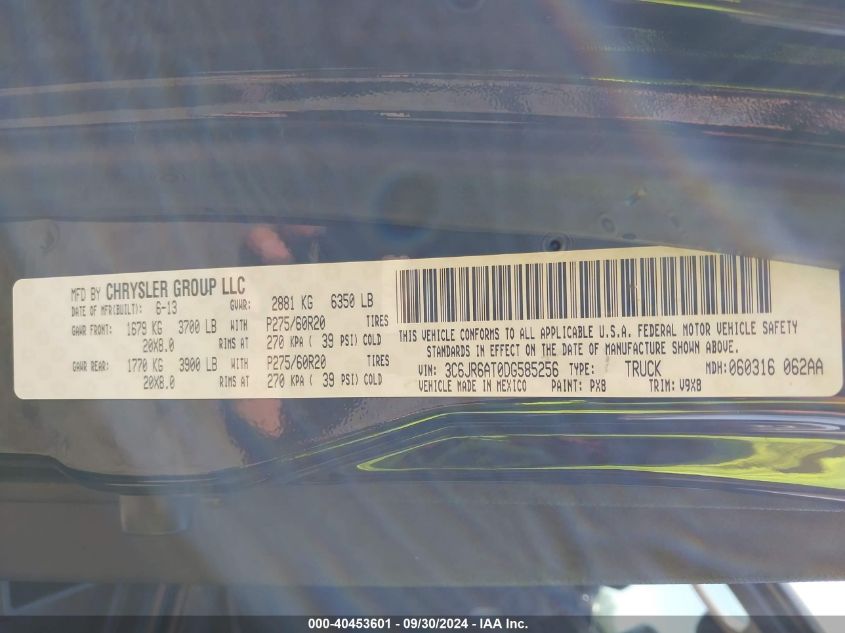 MFD BY CHRYSLER GROUP LLC
DATE OF MFR(BUILT): 6-13 GVWR: 2881 KG 6350 LB
GAWR FRONT: 1679 KG 3700 LB WITH P275/60R20 TIRES
20X8.0 RIMS AT 270 KPA ( 39 PSI) COLD
GAWR REAR: 1770 KG 3900 LB WITH P275/60R20 TIRES
20X8.0 RIMS AT 270 KPA ( 39 PSI) COLD
THIS VEHICLE CONFORMS TO ALL APPLICABLE U.S.A. FEDERAL MOTOR VEHICLE SAFETY
STANDARDS IN EFFECT ON THE DATE OF MANUFACTURE SHOWN ABOVE.
VIN: 3C6JR6AT0DG585256 TYPE: TRUCK MDH:060316 062AA
VEHICLE MADE IN MEXICO PAINT: PX8 TRIM: V9X8
000-40453601 - 09/30/2024 - IAA Inc.